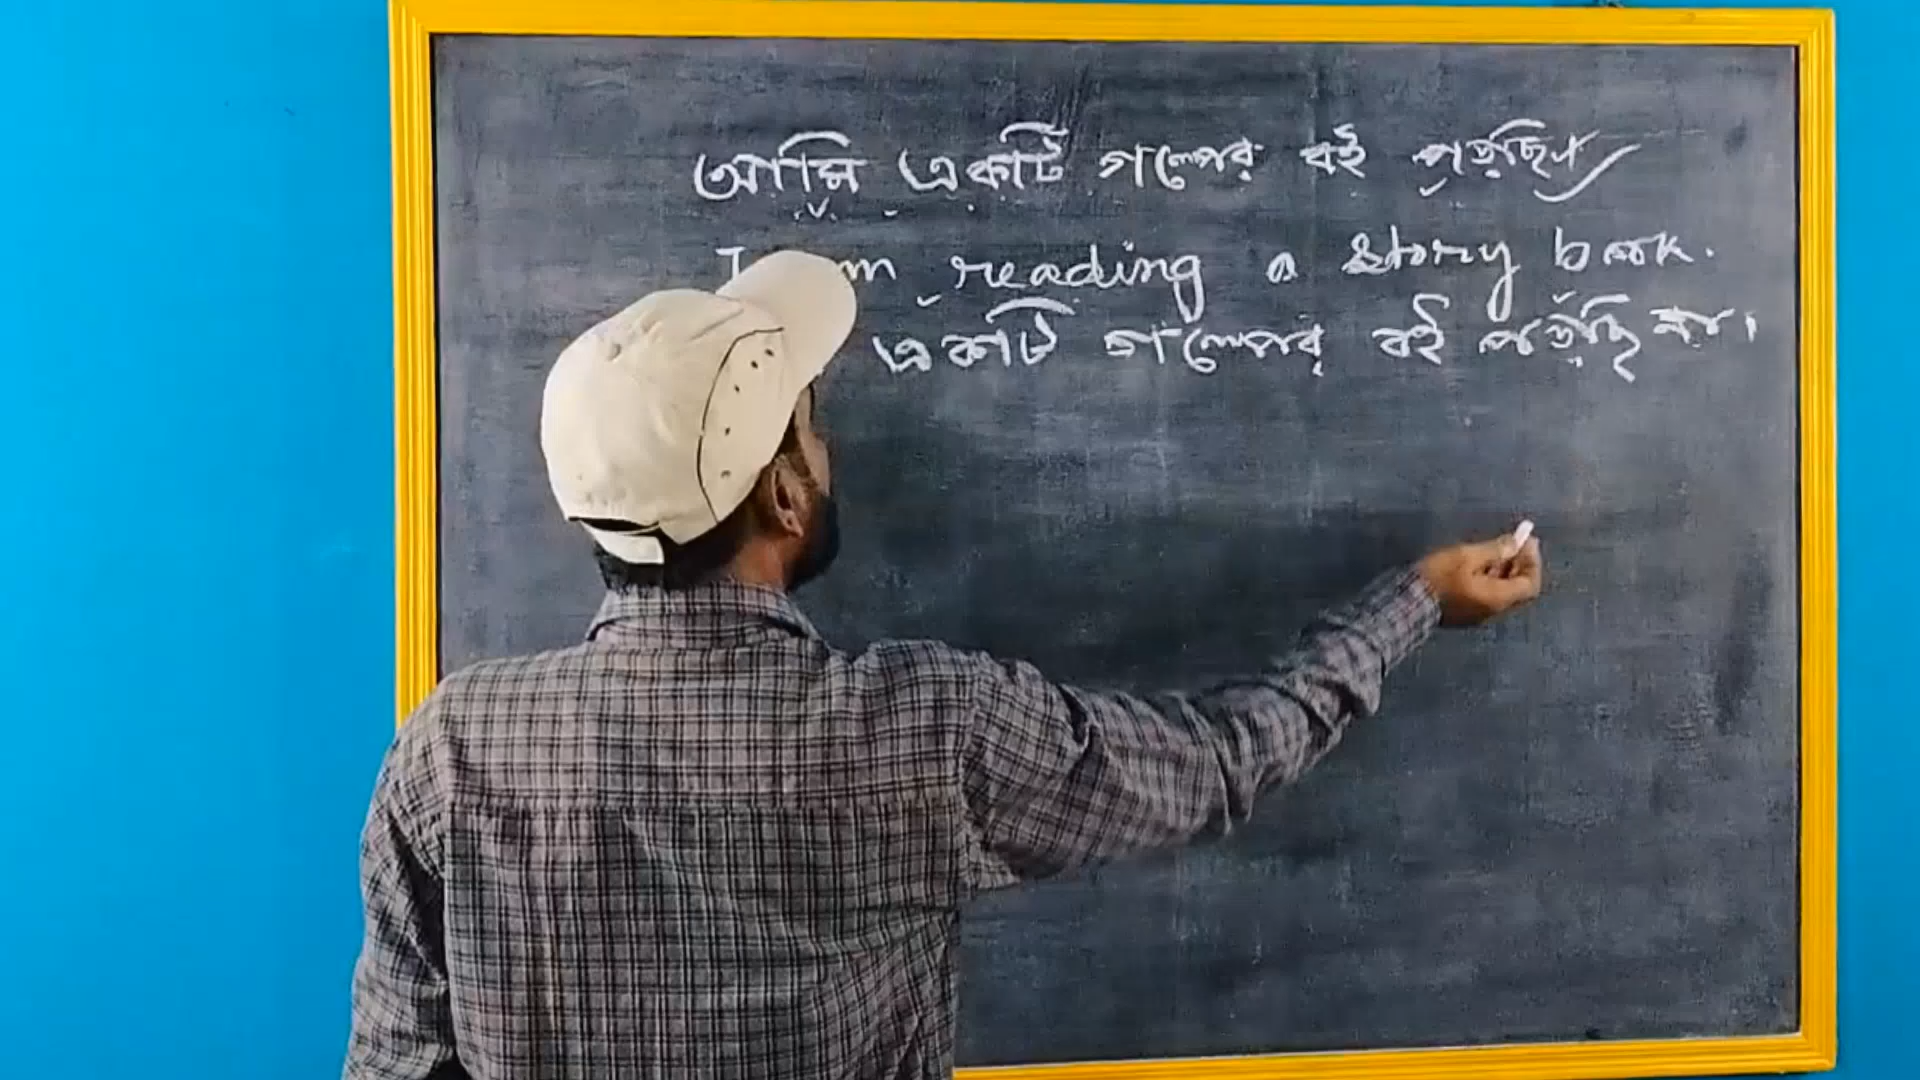 আমি একটি গল্পের বই পড়ছি।
I am reading a story book.
একটি গল্পের বই পড়ছি না।